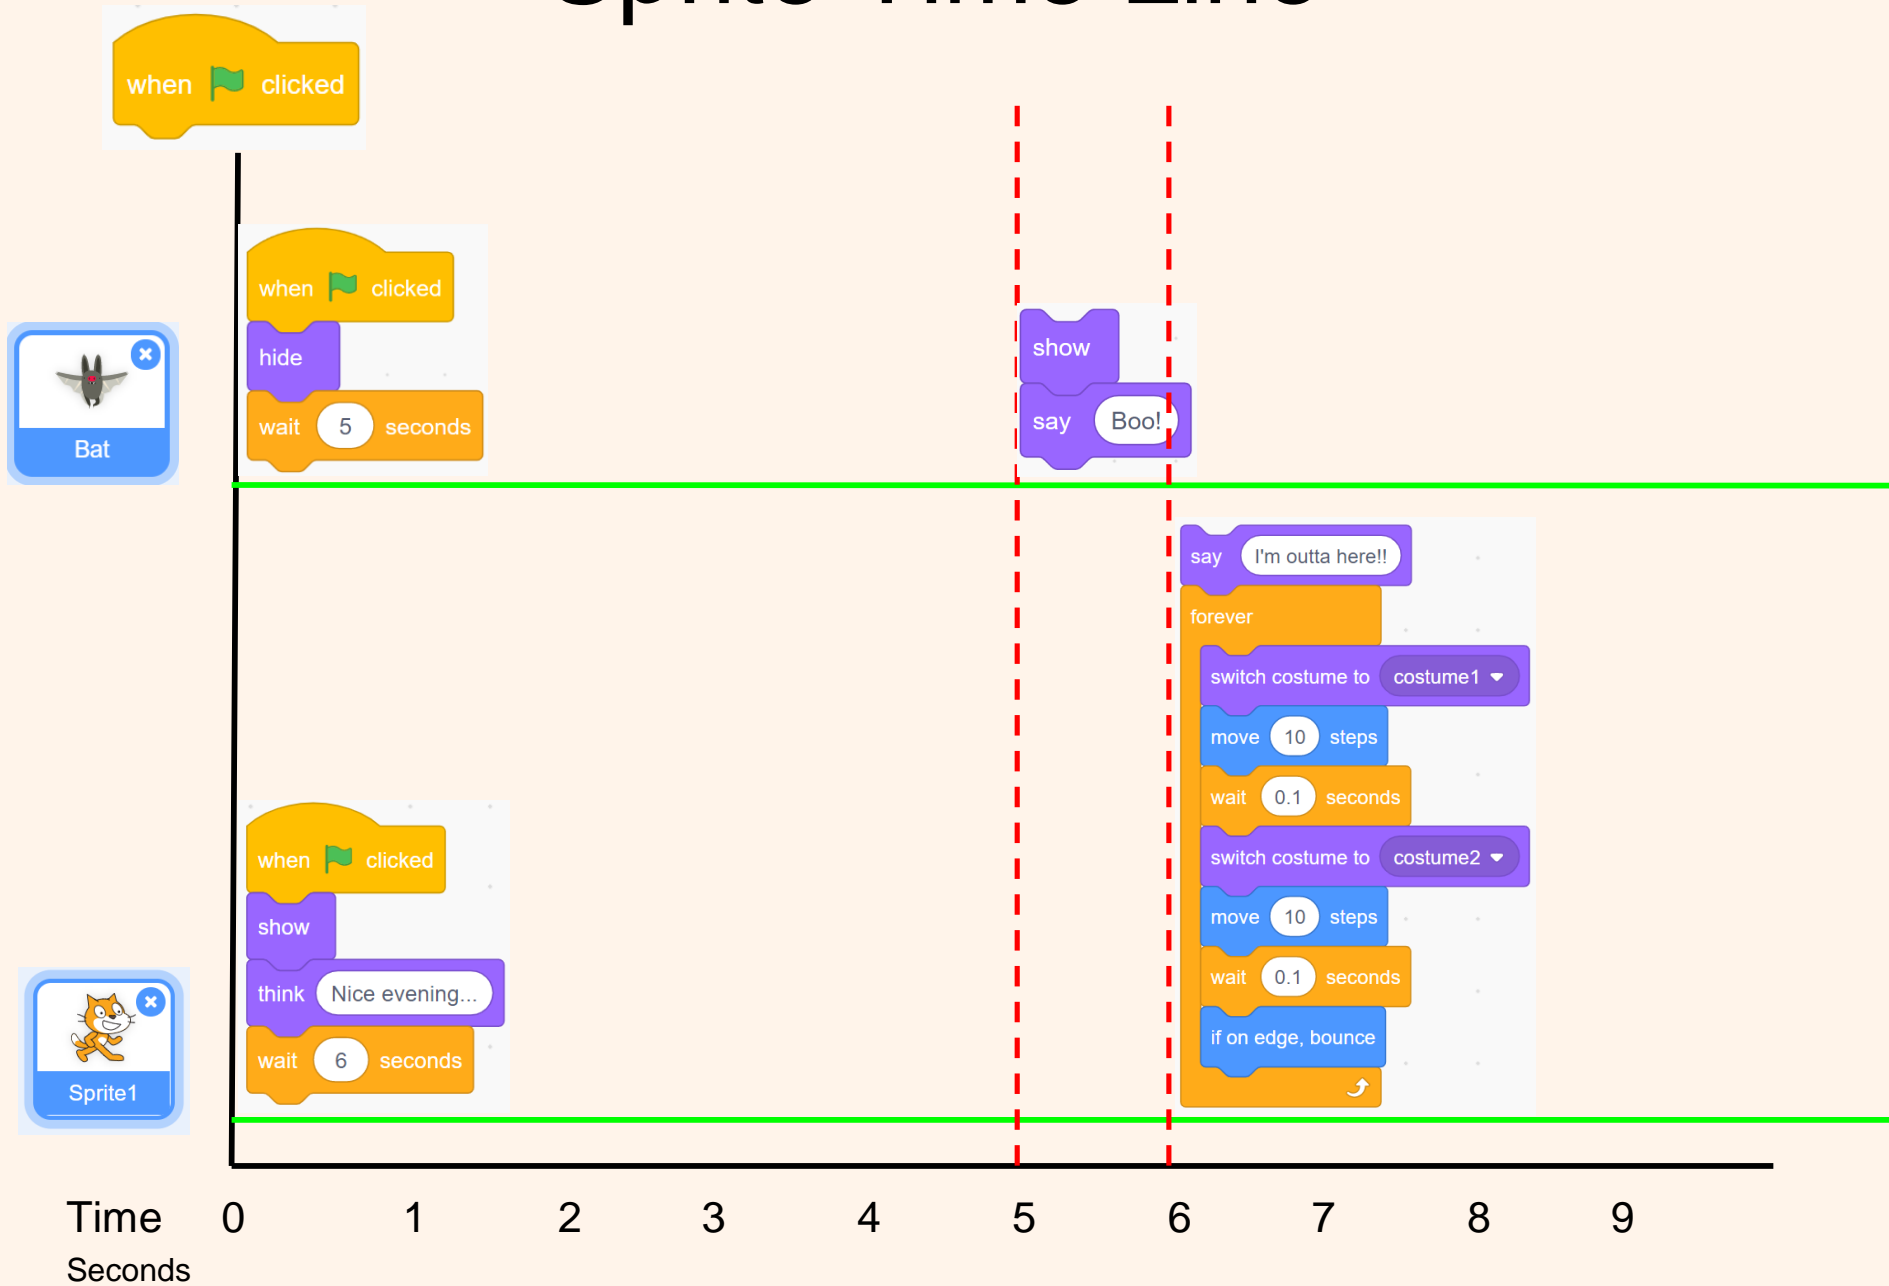 Sprite Time Line
when clicked
when clicked
hide
wait 5 seconds
Bat
show
say Boo!
say I'm outta here!!
forever
switch costume to costume1
move 10 steps
wait 0.1 seconds
switch costume to costume2
move 10 steps
wait 0.1 seconds
if on edge, bounce
when clicked
show
think Nice evening...
wait 6 seconds
Sprite1
Time 0 1 2 3 4 5 6 7 8 9
Seconds